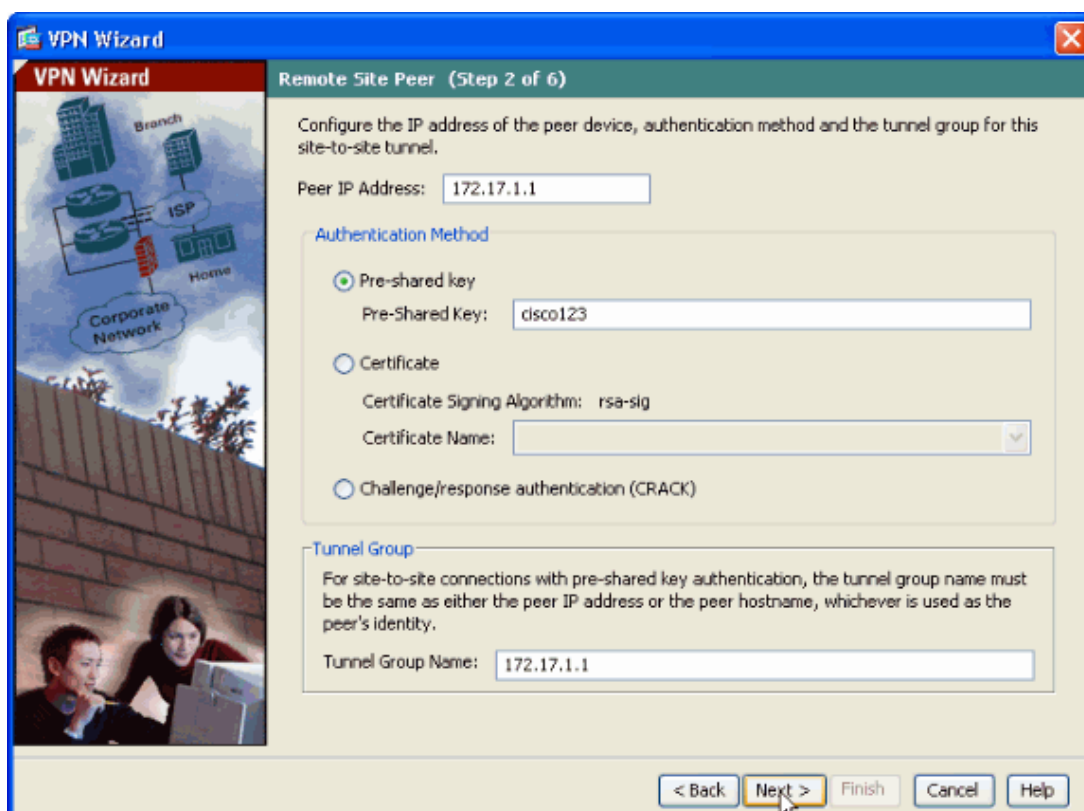 VPN Wizard
VPN Wizard
Branch
ISP
Home
Corporate
Network
Remote Site Peer (Step 2 of 6)
Configure the IP address of the peer device, authentication method and the tunnel group for this
site-to-site tunnel.
Peer IP Address: 172.17.1.1
Authentication Method
Pre-shared key
Pre-Shared Key: cisco123
Certificate
Certificate Signing Algorithm: rsa-sig
Certificate Name:
Challenge/response authentication (CRACK)
Tunnel Group
For site-to-site connections with pre-shared key authentication, the tunnel group name must
be the same as either the peer IP address or the peer hostname, whichever is used as the
peer's identity.
Tunnel Group Name: 172.17.1.1
< Back Next > Finish Cancel Help